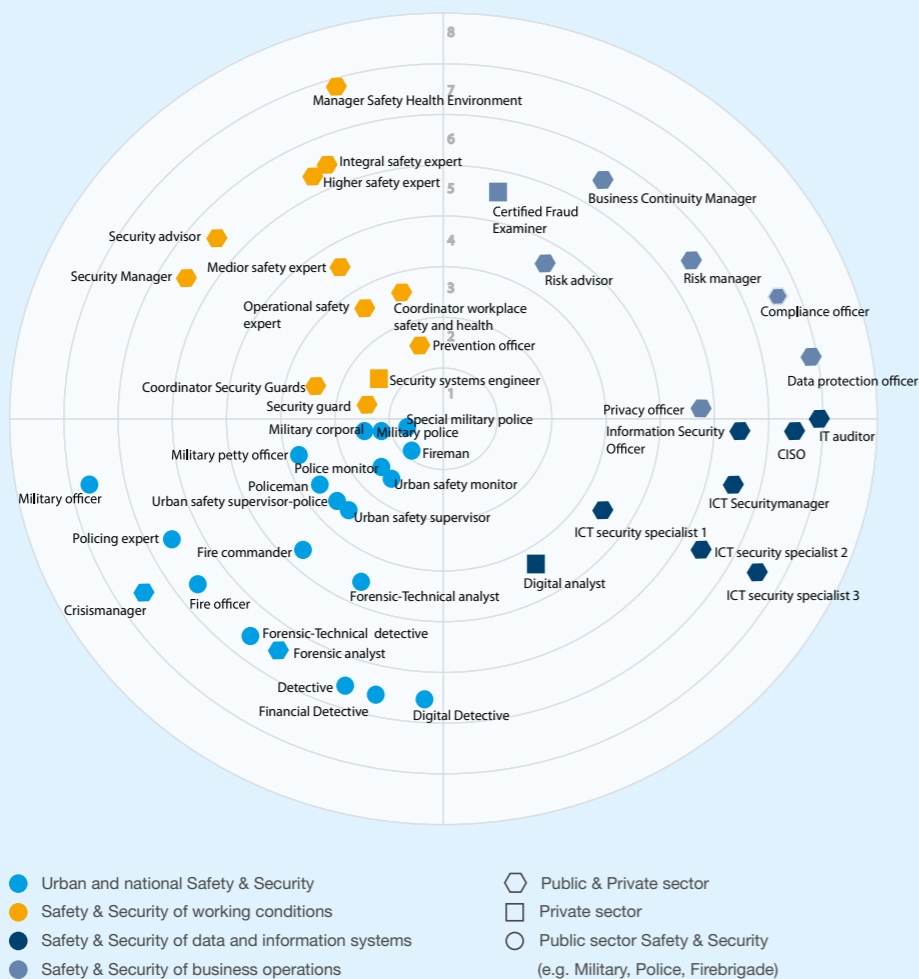 8
7
Manager Safety Health Environment
6
Integral safety expert
Higher safety expert
5
Business Continuity Manager
Certified Fraud
Examiner
Security advisor
4
Medior safety expert
Security Manager
Risk advisor
Risk manager
3
Operational safety
expert
Coordinator workplace
safety and health
Compliance officer
2
Prevention officer
Security systems engineer
Data protection officer
Coordinator Security Guards
1
Security guard
Privacy officer
Special military police
Military corporal
Military police
Information Security
Officer
IT auditor
CISO
Fireman
Military petty officer
Police monitor
Urban safety monitor
Policeman
Military officer
Urban safety supervisor-police
ICT Securitymanager
Urban safety supervisor
ICT security specialist 1
Policing expert
Fire commander
ICT security specialist 2
Digital analyst
Forensic-Technical analyst
ICT security specialist 3
Fire officer
Crisismanager
Forensic-Technical detective
Forensic analyst
Detective
Financial Detective
Digital Detective
Urban and national Safety & Security
Safety & Security of working conditions
Safety & Security of data and information systems
Safety & Security of business operations
Public & Private sector
Private sector
Public sector Safety & Security
(e.g. Military, Police, Firebrigade)